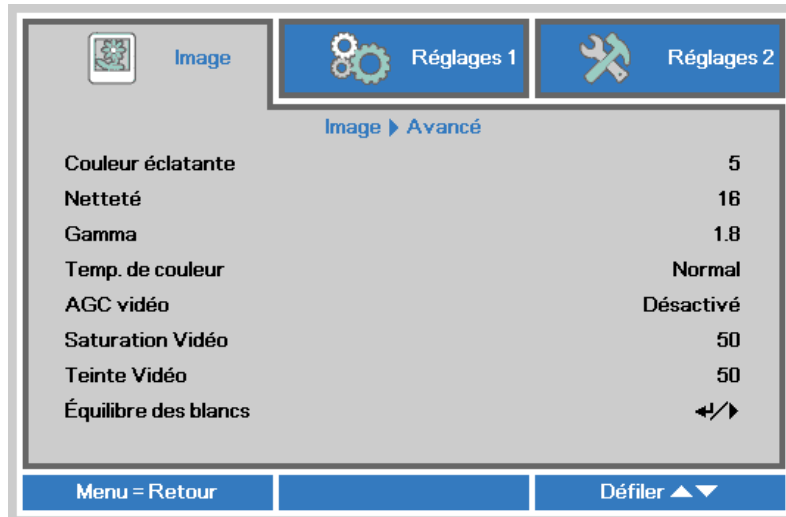 Image Réglages 1 Réglages 2
Image Avancé
Couleur éclatante 5
Netteté 16
Gamma 1.8
Temp. de couleur Normal
AGC vidéo Désactivé
Saturation Vidéo 50
Teinte Vidéo 50
Équilibre des blancs
Menu = Retour Défiler